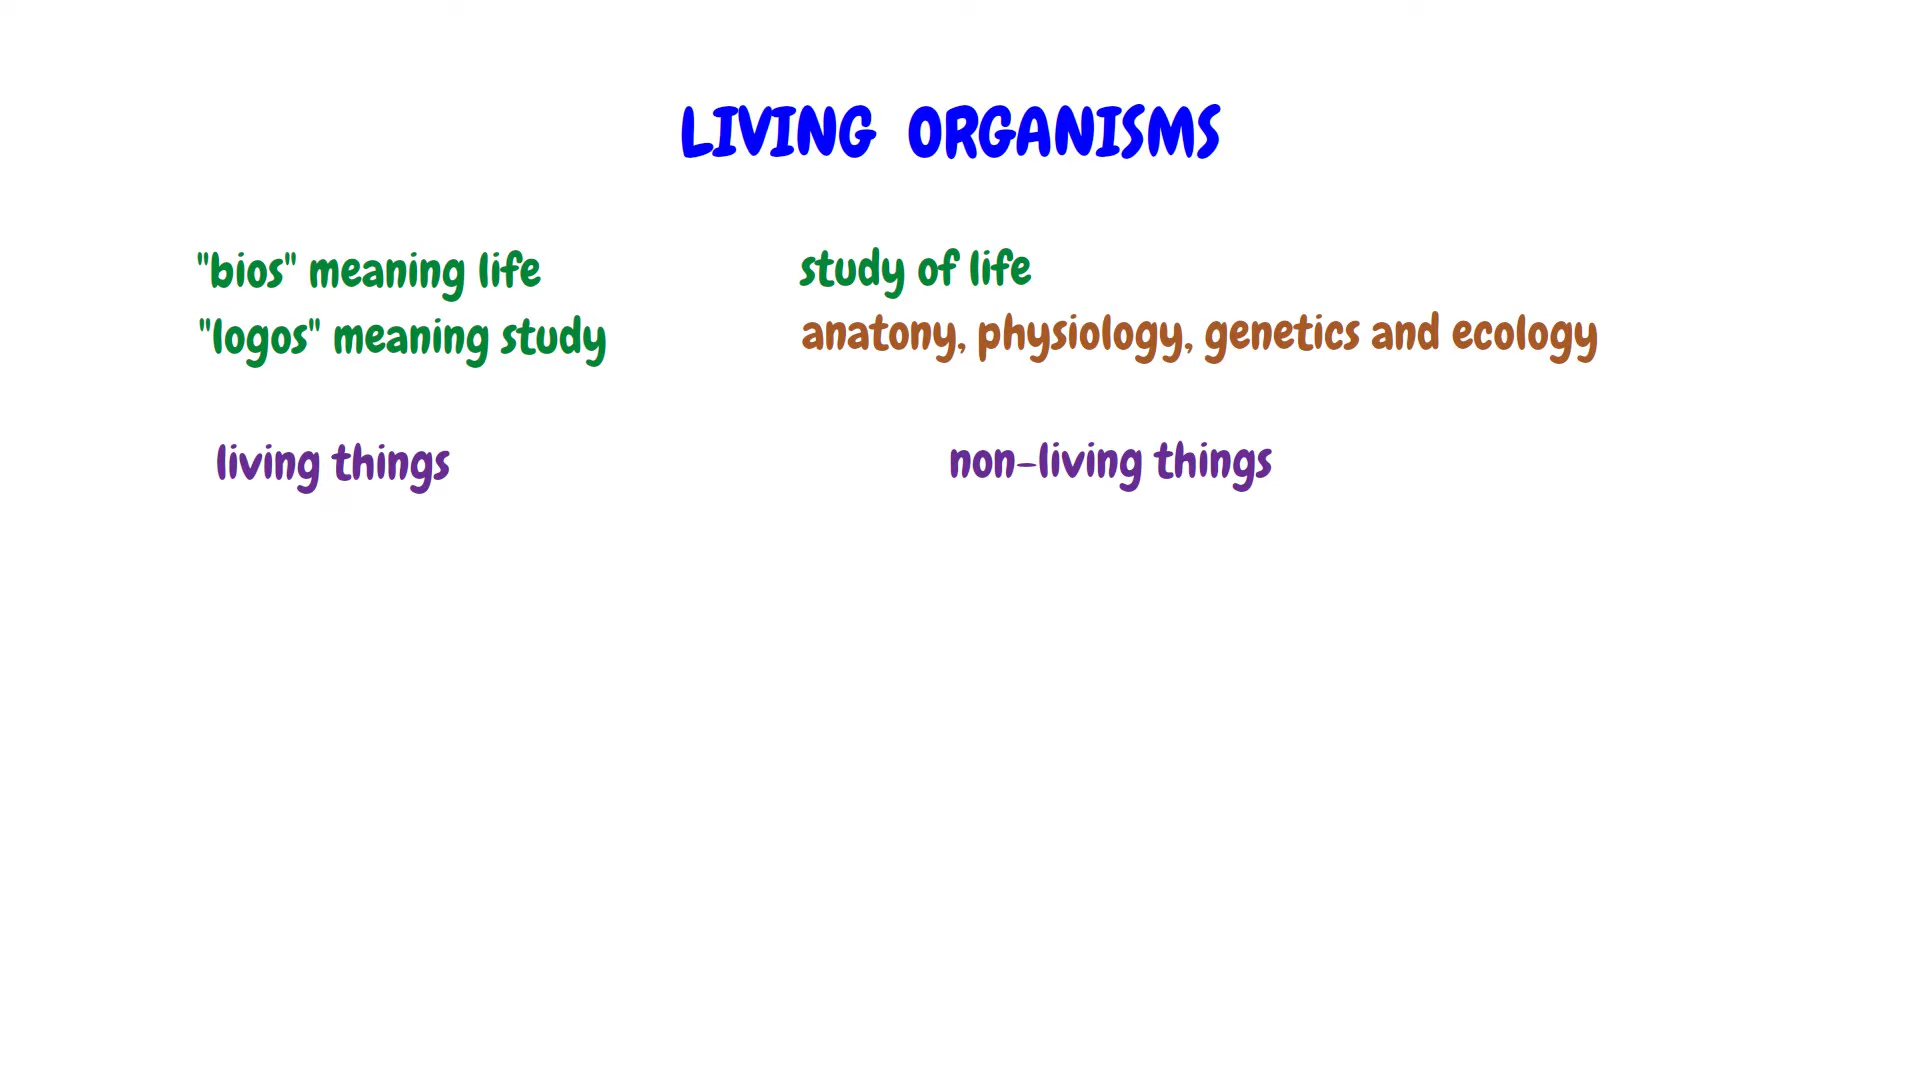 LIVING ORGANISMS
"bios" meaning life
study of life
"logos" meaning study
anatony, physiology, genetics and ecology
living things
non-living things